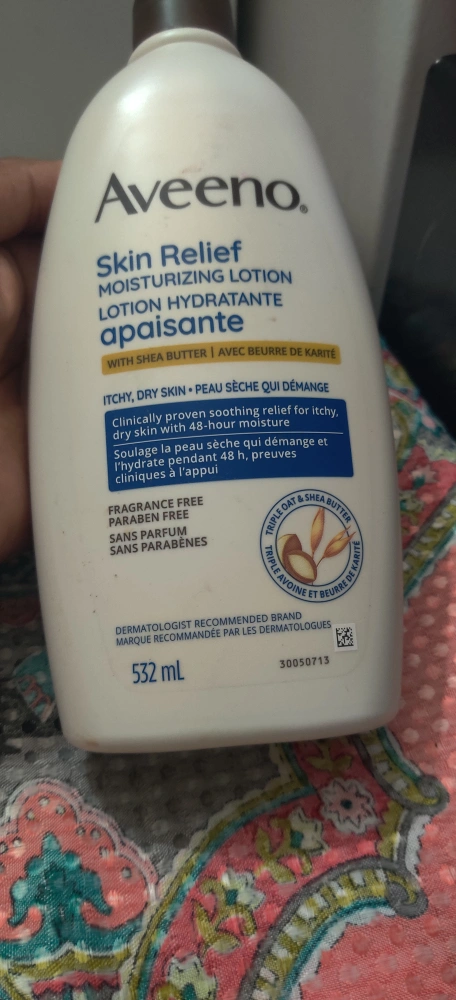 Aveeno®
Skin Relief
MOISTURIZING LOTION
LOTION HYDRATANTE
apaisante
WITH SHEA BUTTER | AVEC BEURRE DE KARITÉ
ITCHY, DRY SKIN • PEAU SÈCHE QUI DÉMANGE
Clinically proven soothing relief for itchy,
dry skin with 48-hour moisture
Soulage la peau sèche qui démange et
l'hydrate pendant 48 h, preuves
cliniques à l'appui
FRAGRANCE FREE
PARABEN FREE
SANS PARFUM
SANS PARABÈNES
TRIPLE OAT & SHEA BUTTER
TRIPLE AVOINE ET BEURRE DE KARITÉ
DERMATOLOGIST RECOMMENDED BRAND
MARQUE RECOMMANDÉE PAR LES DERMATOLOGUES
532 mL
30050713